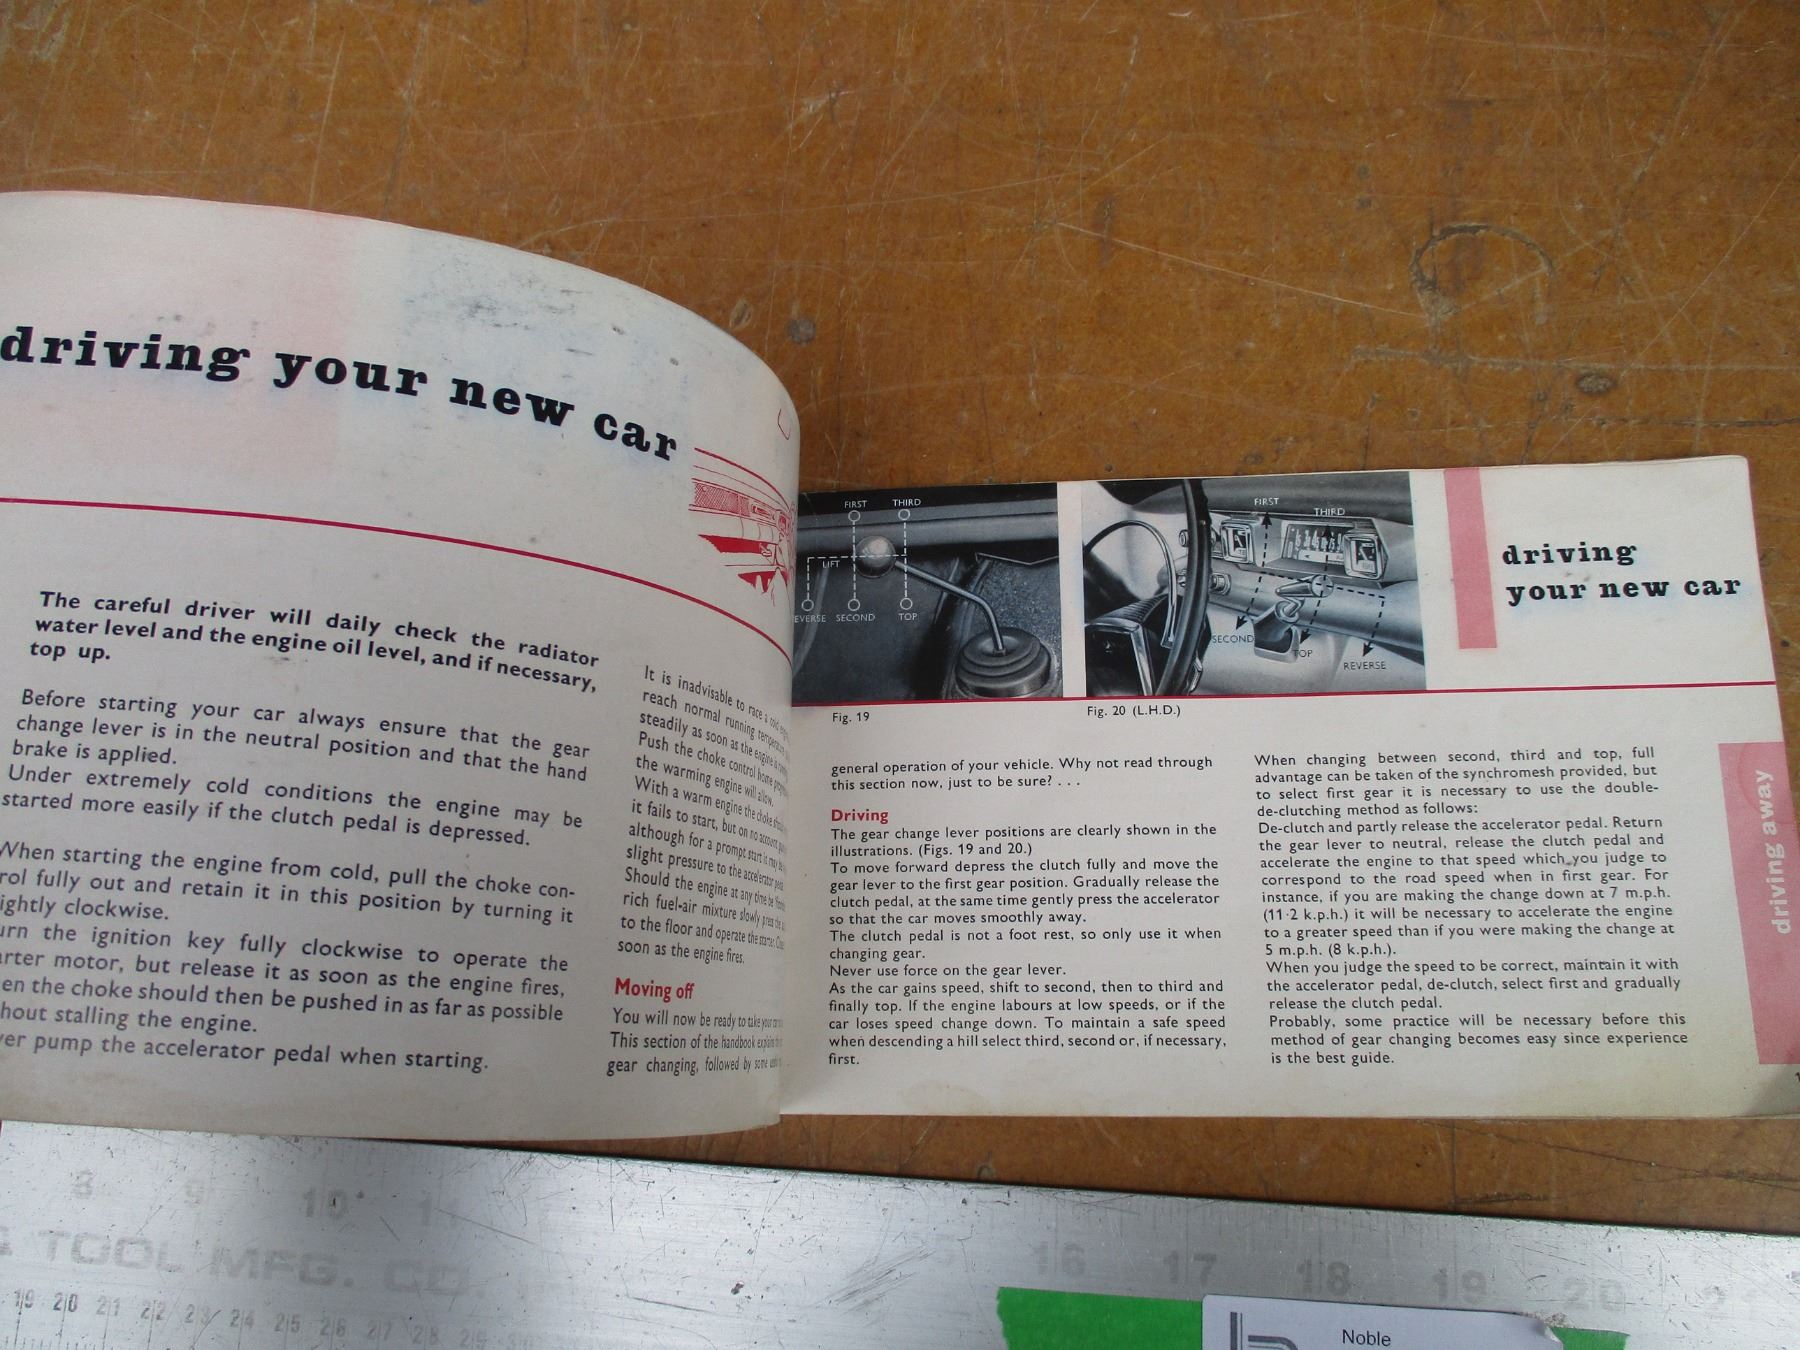 driving your new car
The careful driver will daily check the radiator
water level and the engine oil level, and if necessary,
top up.
Before starting your car always ensure that the gear
change lever is in the neutral position and that the hand
brake is applied.
Under extremely cold conditions the engine may be
started more easily if the clutch pedal is depressed.
When starting the engine from cold, pull the choke con-
rol fully out and retain it in this position by turning it
ightly clockwise.
urn the ignition key fully clockwise to operate the
arter motor, but release it as soon as the engine fires,
en the choke should then be pushed in as far as possible
hout stalling the engine.
ver pump the accelerator pedal when starting.
It is inadvisable to race a cold
reach normal running temperature
steadily as soon as the engine is
Push the choke control home
the warming engine will allow.
With a warm engine the choke
it fails to start, but on no account
although for a prompt start it may be
slight pressure to the accelerator
Should the engine at any time be
rich fuel-air mixture slowly press the
to the floor and operate the starter.
soon as the engine fires.
Moving off
You will now be ready to take your
This section of the handbook explains
gear changing, followed by some
FIRST THIRD
LIFT
EVERSE SECOND TOP
Fig. 19
FIRST
THIRD
SECOND
TOP
REVERSE
Fig. 20 (L.H.D.)
driving
your new car
general operation of your vehicle. Why not read through
this section now, just to be sure? . . .
Driving
The gear change lever positions are clearly shown in the
illustrations. (Figs. 19 and 20.)
To move forward depress the clutch fully and move the
gear lever to the first gear position. Gradually release the
clutch pedal, at the same time gently press the accelerator
so that the car moves smoothly away.
The clutch pedal is not a foot rest, so only use it when
changing gear.
Never use force on the gear lever.
As the car gains speed, shift to second, then to third and
finally top. If the engine labours at low speeds, or if the
car loses speed change down. To maintain a safe speed
when descending a hill select third, second or, if necessary,
first.
When changing between second, third and top, full
advantage can be taken of the synchromesh provided, but
to select first gear it is necessary to use the double-
de-clutching method as follows:
De-clutch and partly release the accelerator pedal. Return
the gear lever to neutral, release the clutch pedal and
accelerate the engine to that speed which you judge to
correspond to the road speed when in first gear. For
instance, if you are making the change down at 7 m.p.h.
(11·2 k.p.h.) it will be necessary to accelerate the engine
to a greater speed than if you were making the change at
5 m.p.h. (8 k.p.h.).
When you judge the speed to be correct, maintain it with
the accelerator pedal, de-clutch, select first and gradually
release the clutch pedal.
Probably, some practice will be necessary before this
method of gear changing becomes easy since experience
is the best guide.
driving away
8 9 10 11 16 17 18 19 20
TOOL MFG. CO.
19 20 21 22 23 24 25 26 27 28
Noble